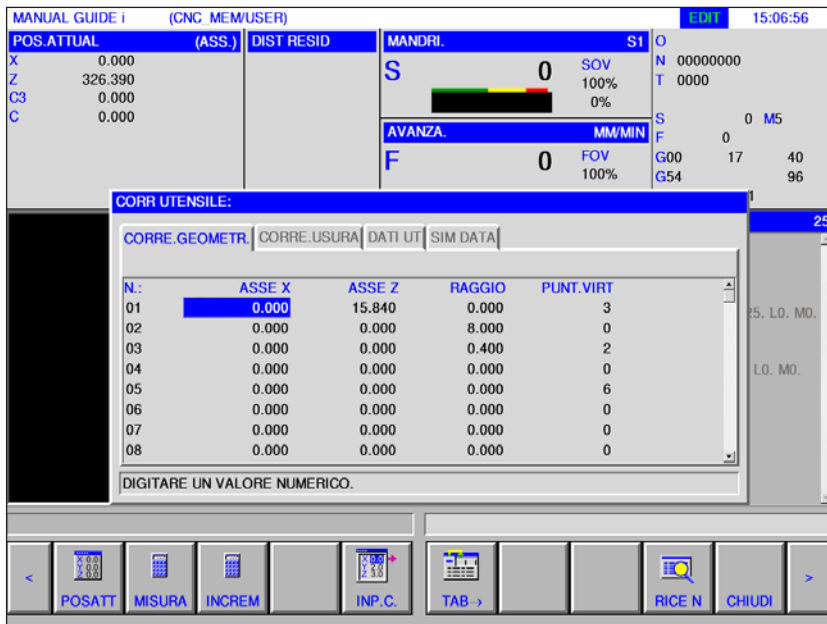 MANUAL GUIDE i (CNC_MEM/USER) EDIT 15:06:56
POS.ATTUAL (ASS.) DIST RESID MANDRI. S1 O
X 0.000
Z 326.390
C3 0.000
C 0.000
S 0 SOV
100%
0%
AVANZA. MM/MIN
F 0 FOV
100%
N 00000000
T 0000
S 0 M5
F 0
G00 17 40
G54 96
1
CORR UTENSILE:
25
CORRE.GEOMETR. CORRE.USURA DATI UT SIM DATA
N.: ASSE X ASSE Z RAGGIO PUNT.VIRT
01 0.000 15.840 0.000 3
02 0.000 0.000 8.000 0
03 0.000 0.000 0.400 2
04 0.000 0.000 0.000 0
05 0.000 0.000 0.000 6
06 0.000 0.000 0.000 0
07 0.000 0.000 0.000 0
08 0.000 0.000 0.000 0
25. L0. M0.
L0. M0.
DIGITARE UN VALORE NUMERICO.
< POSATT MISURA INCREM INP.C. TAB→ RICE N CHIUDI >